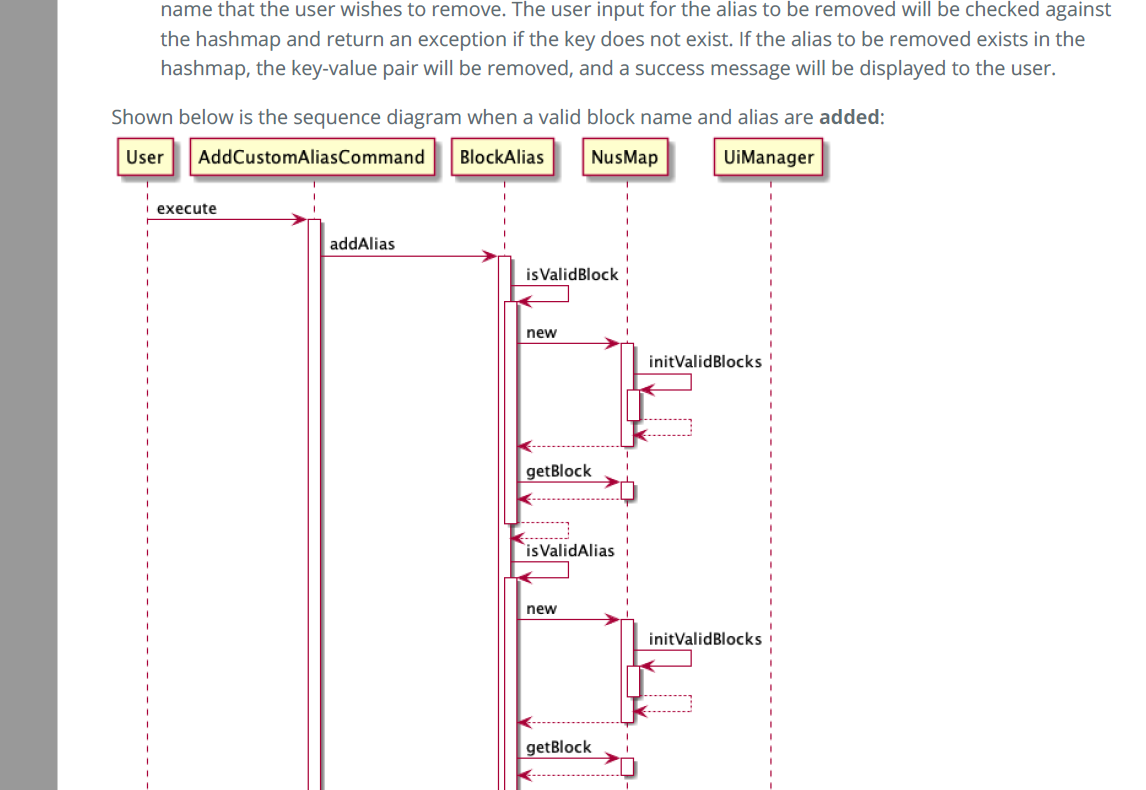 name that the user wishes to remove. The user input for the alias to be removed will be checked against
the hashmap and return an exception if the key does not exist. If the alias to be removed exists in the
hashmap, the key-value pair will be removed, and a success message will be displayed to the user.
Shown below is the sequence diagram when a valid block name and alias are added:
User AddCustomAliasCommand BlockAlias NusMap UiManager
execute
addAlias
isValidBlock
new
initValidBlocks
getBlock
isValidAlias
new
initValidBlocks
getBlock